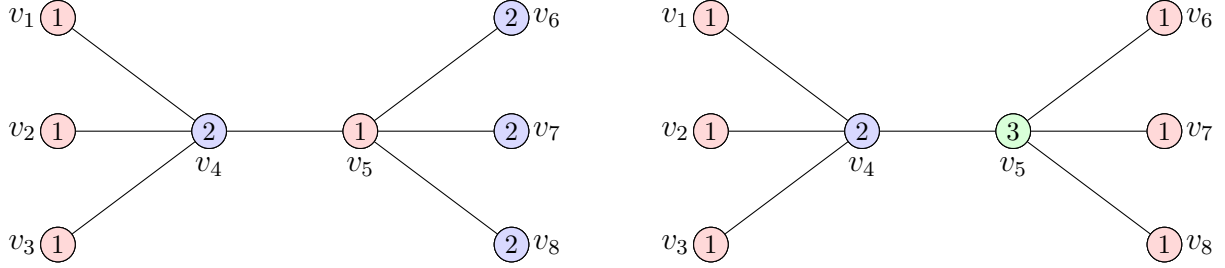 v₁ 1 2 v₆ v₁ 1 1 v₆
v₂ 1 2 1 2 v₇ v₂ 1 2 3 1 v₇
v₄ v₅ v₄ v₅
v₃ 1 2 v₈ v₃ 1 1 v₈